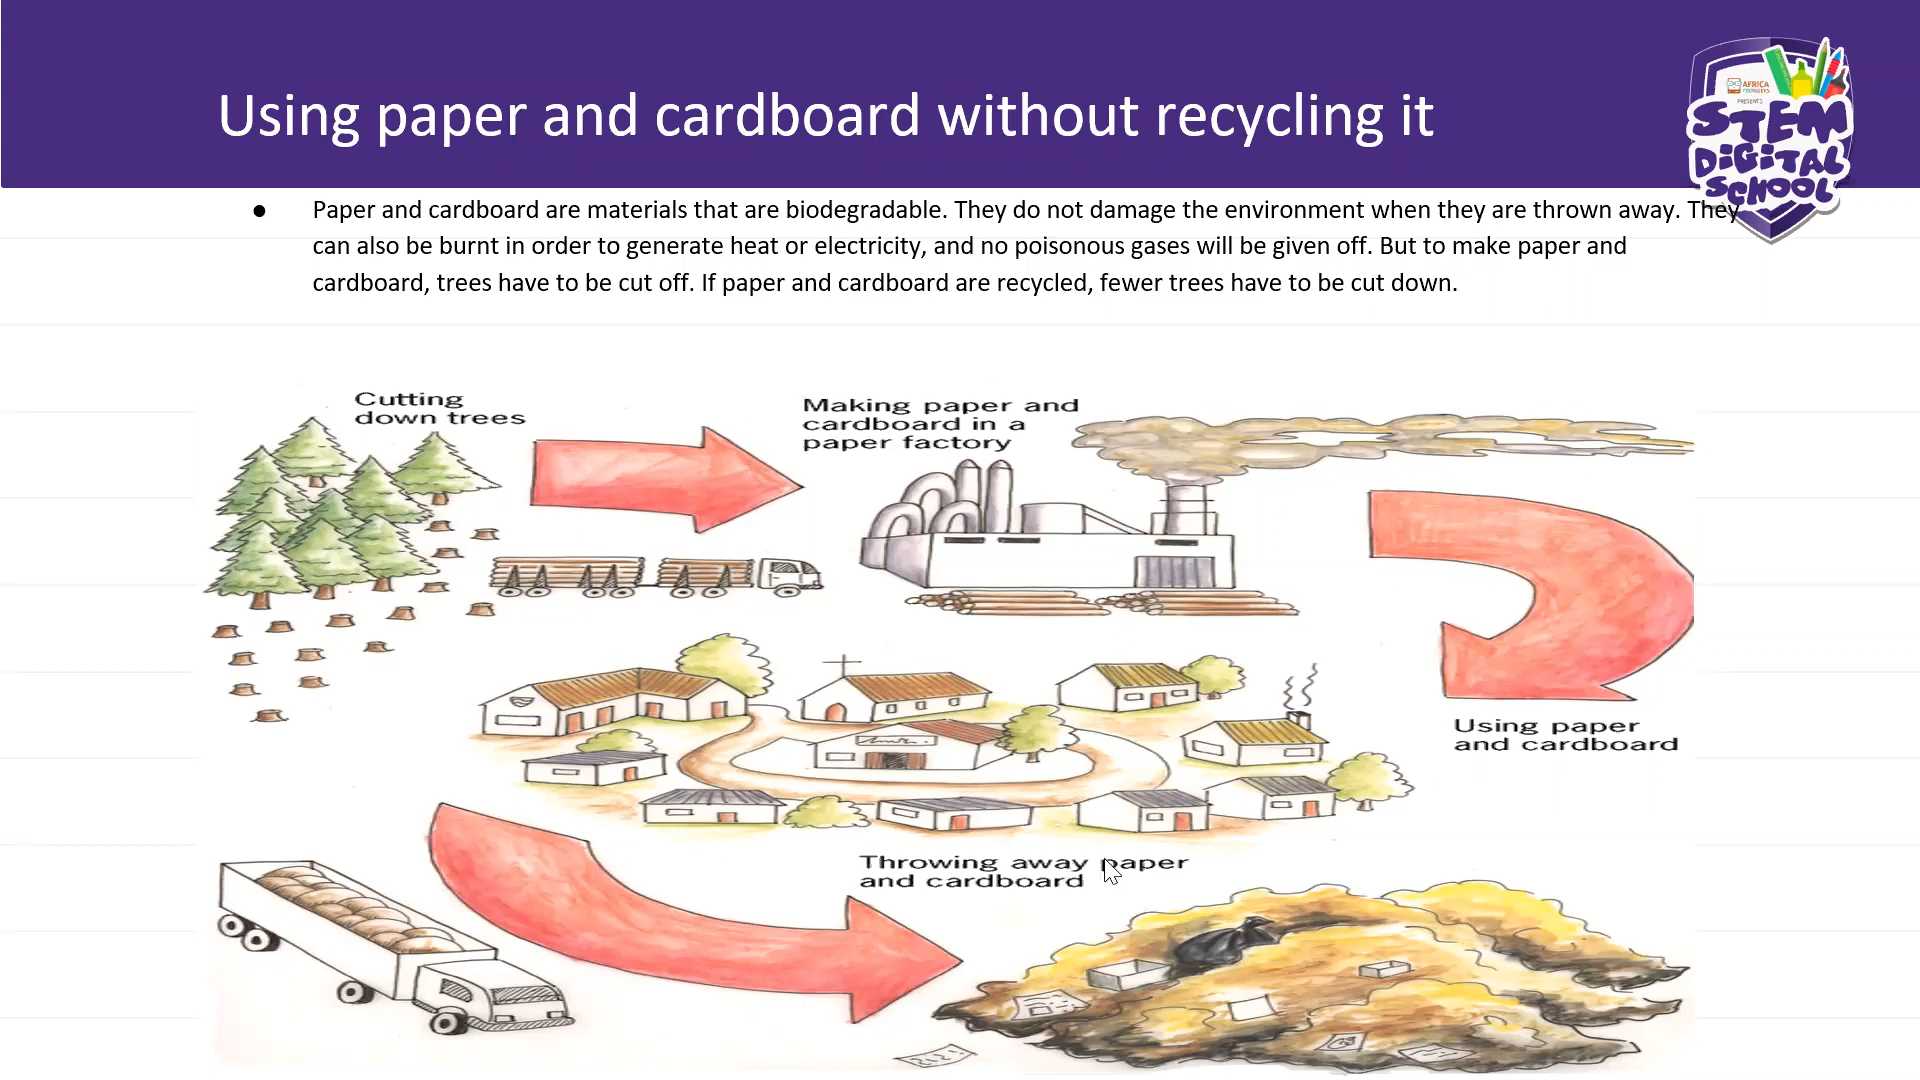 Using paper and cardboard without recycling it
AFRICA
PRESENTS
STEM
DIGITAL
SCHOOL
● Paper and cardboard are materials that are biodegradable. They do not damage the environment when they are thrown away. They
can also be burnt in order to generate heat or electricity, and no poisonous gases will be given off. But to make paper and
cardboard, trees have to be cut off. If paper and cardboard are recycled, fewer trees have to be cut down.
Cutting
down trees
Making paper and
cardboard in a
paper factory
Using paper
and cardboard
Throwing away paper
and cardboard